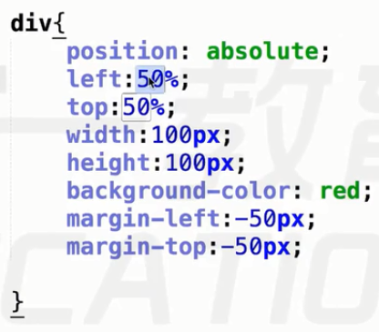 div{
position: absolute;
left:50%;
top:50%;
width:100px;
height:100px;
background-color: red;
margin-left:-50px;
margin-top:-50px;
}